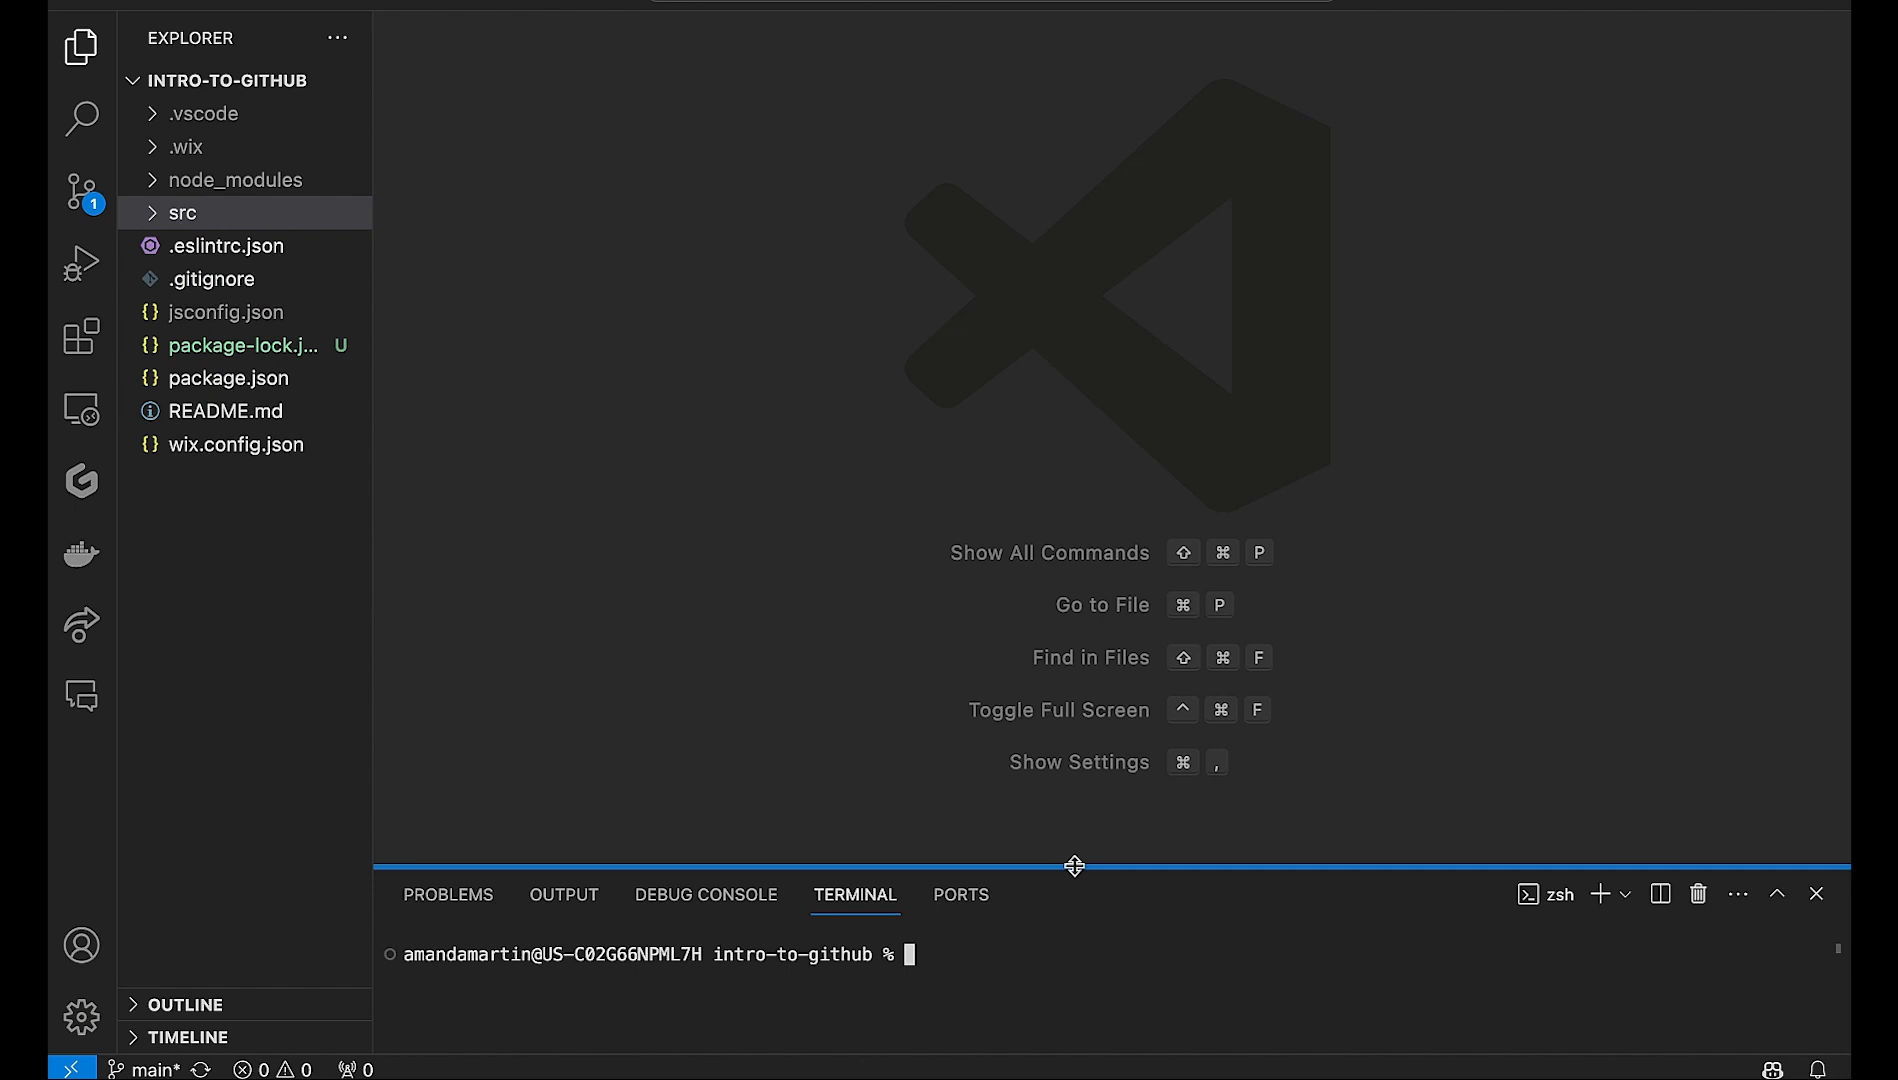 EXPLORER
INTRO-TO-GITHUB
.vscode
.wix
node_modules
1
src
.eslintrc.json
.gitignore
jsconfig.json
package-lock.j... U
package.json
README.md
wix.config.json
Show All Commands ⇧ ⌘ P
Go to File ⌘ P
Find in Files ⇧ ⌘ F
Toggle Full Screen ^ ⌘ F
Show Settings ⌘ ,
PROBLEMS OUTPUT DEBUG CONSOLE TERMINAL PORTS zsh
amandamartin@US-C02G66NPML7H intro-to-github %
OUTLINE
TIMELINE
main* 0 0 0